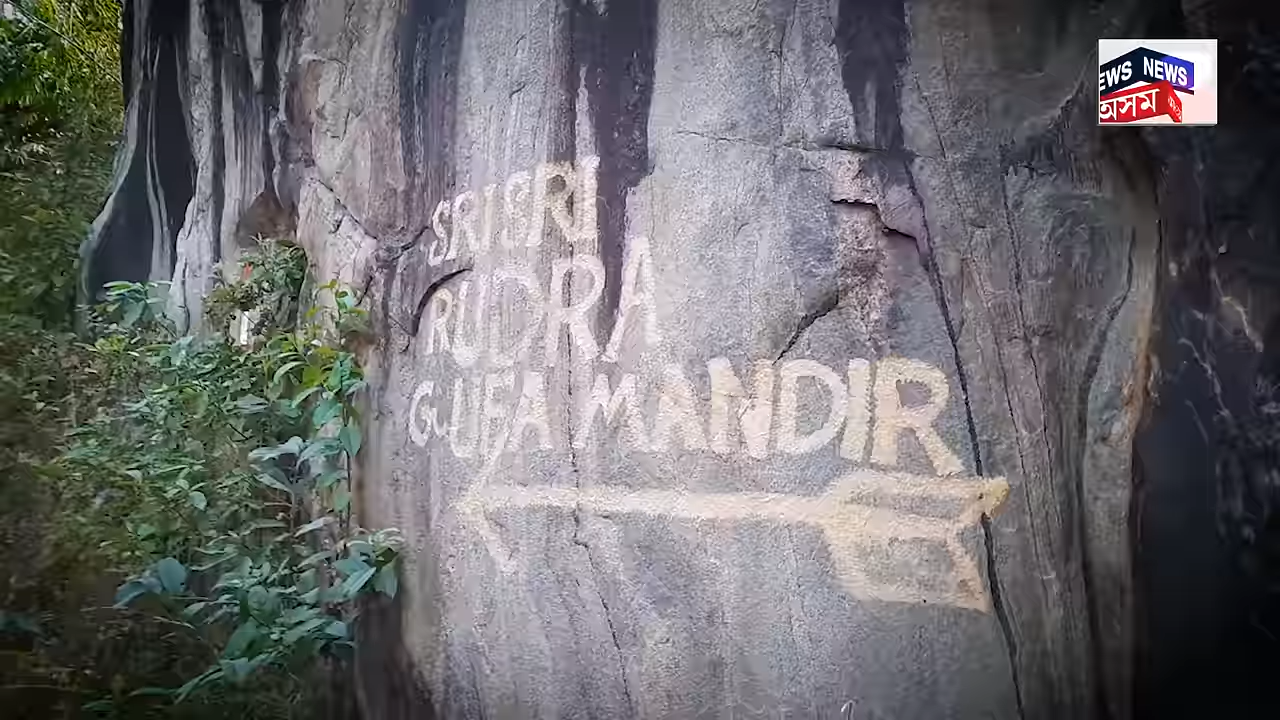 SRI SRI
RUDRA
GUFA MANDIR
EWS NEWS
অসম